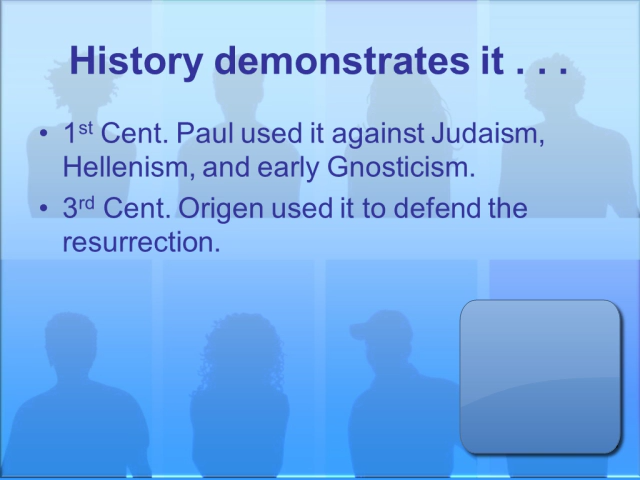 History demonstrates it . . .
• 1st Cent. Paul used it against Judaism,
Hellenism, and early Gnosticism.
• 3rd Cent. Origen used it to defend the
resurrection.